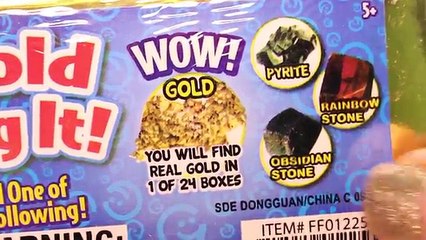 5+
old
g It!
WOW!
GOLD
PYRITE
RAINBOW
STONE
OBSIDIAN
STONE
YOU WILL FIND
REAL GOLD IN
1 OF 24 BOXES
One of
ollowing!
SDE DONGGUAN/CHINA C
ITEM# FF01225
WARNING: